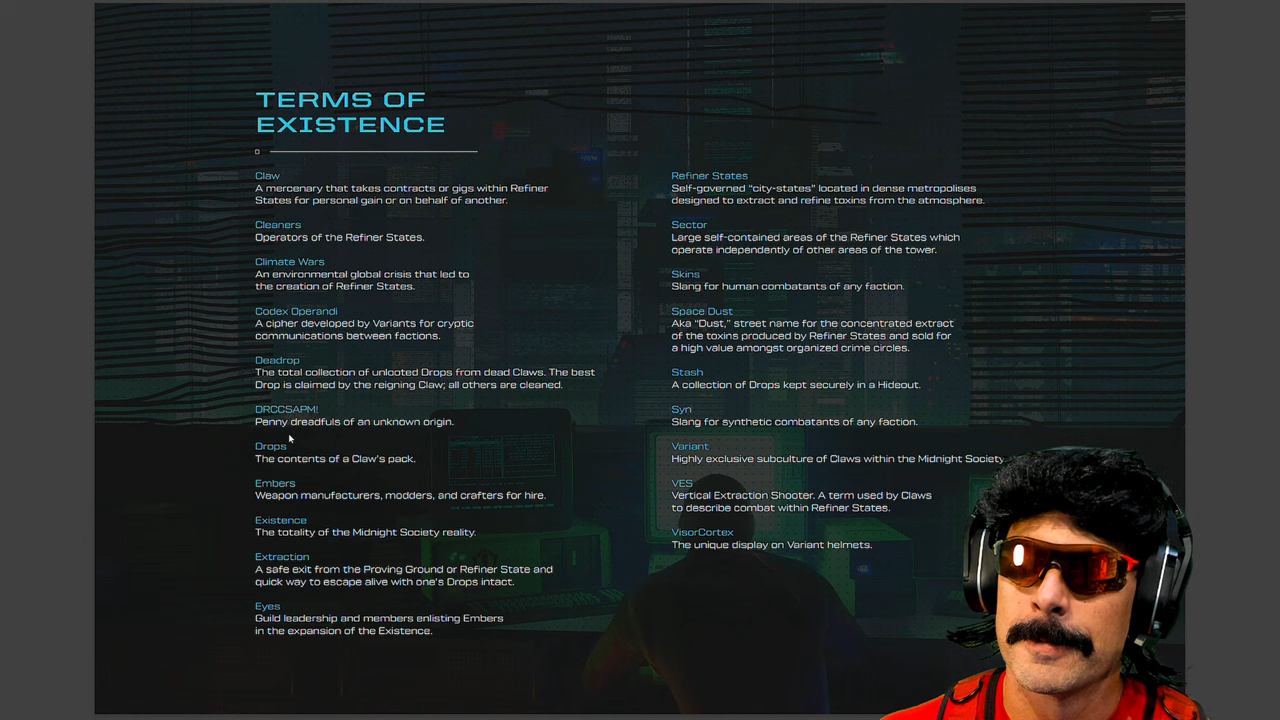 TERMS OF
EXISTENCE
Claw
A mercenary that takes contracts or gigs within Refiner
States for personal gain or on behalf of another.
Cleaners
Operators of the Refiner States.
Climate Wars
An environmental global crisis that led to
the creation of Refiner States.
Codex Operandi
A cipher developed by Variants for cryptic
communications between factions.
Deadrop
The total collection of unlooted Drops from dead Claws. The best
Drop is claimed by the reigning Claw; all others are cleaned.
DRCCSAPM!
Penny dreadfuls of an unknown origin.
Drops
The contents of a Claw's pack.
Embers
Weapon manufacturers, modders, and crafters for hire.
Existence
The totality of the Midnight Society reality.
Extraction
A safe exit from the Proving Ground or Refiner State and
quick way to escape alive with one's Drops intact.
Eyes
Guild leadership and members enlisting Embers
in the expansion of the Existence.
Refiner States
Self-governed "city-states" located in dense metropolises
designed to extract and refine toxins from the atmosphere.
Sector
Large self-contained areas of the Refiner States which
operate independently of other areas of the tower.
Skins
Slang for human combatants of any faction.
Space Dust
Aka "Dust," street name for the concentrated extract
of the toxins produced by Refiner States and sold for
a high value amongst organized crime circles.
Stash
A collection of Drops kept securely in a Hideout.
Syn
Slang for synthetic combatants of any faction.
Variant
Highly exclusive subculture of Claws within the Midnight Society
VES
Vertical Extraction Shooter. A term used by Claws
to describe combat within Refiner States.
VisorCortex
The unique display on Variant helmets.